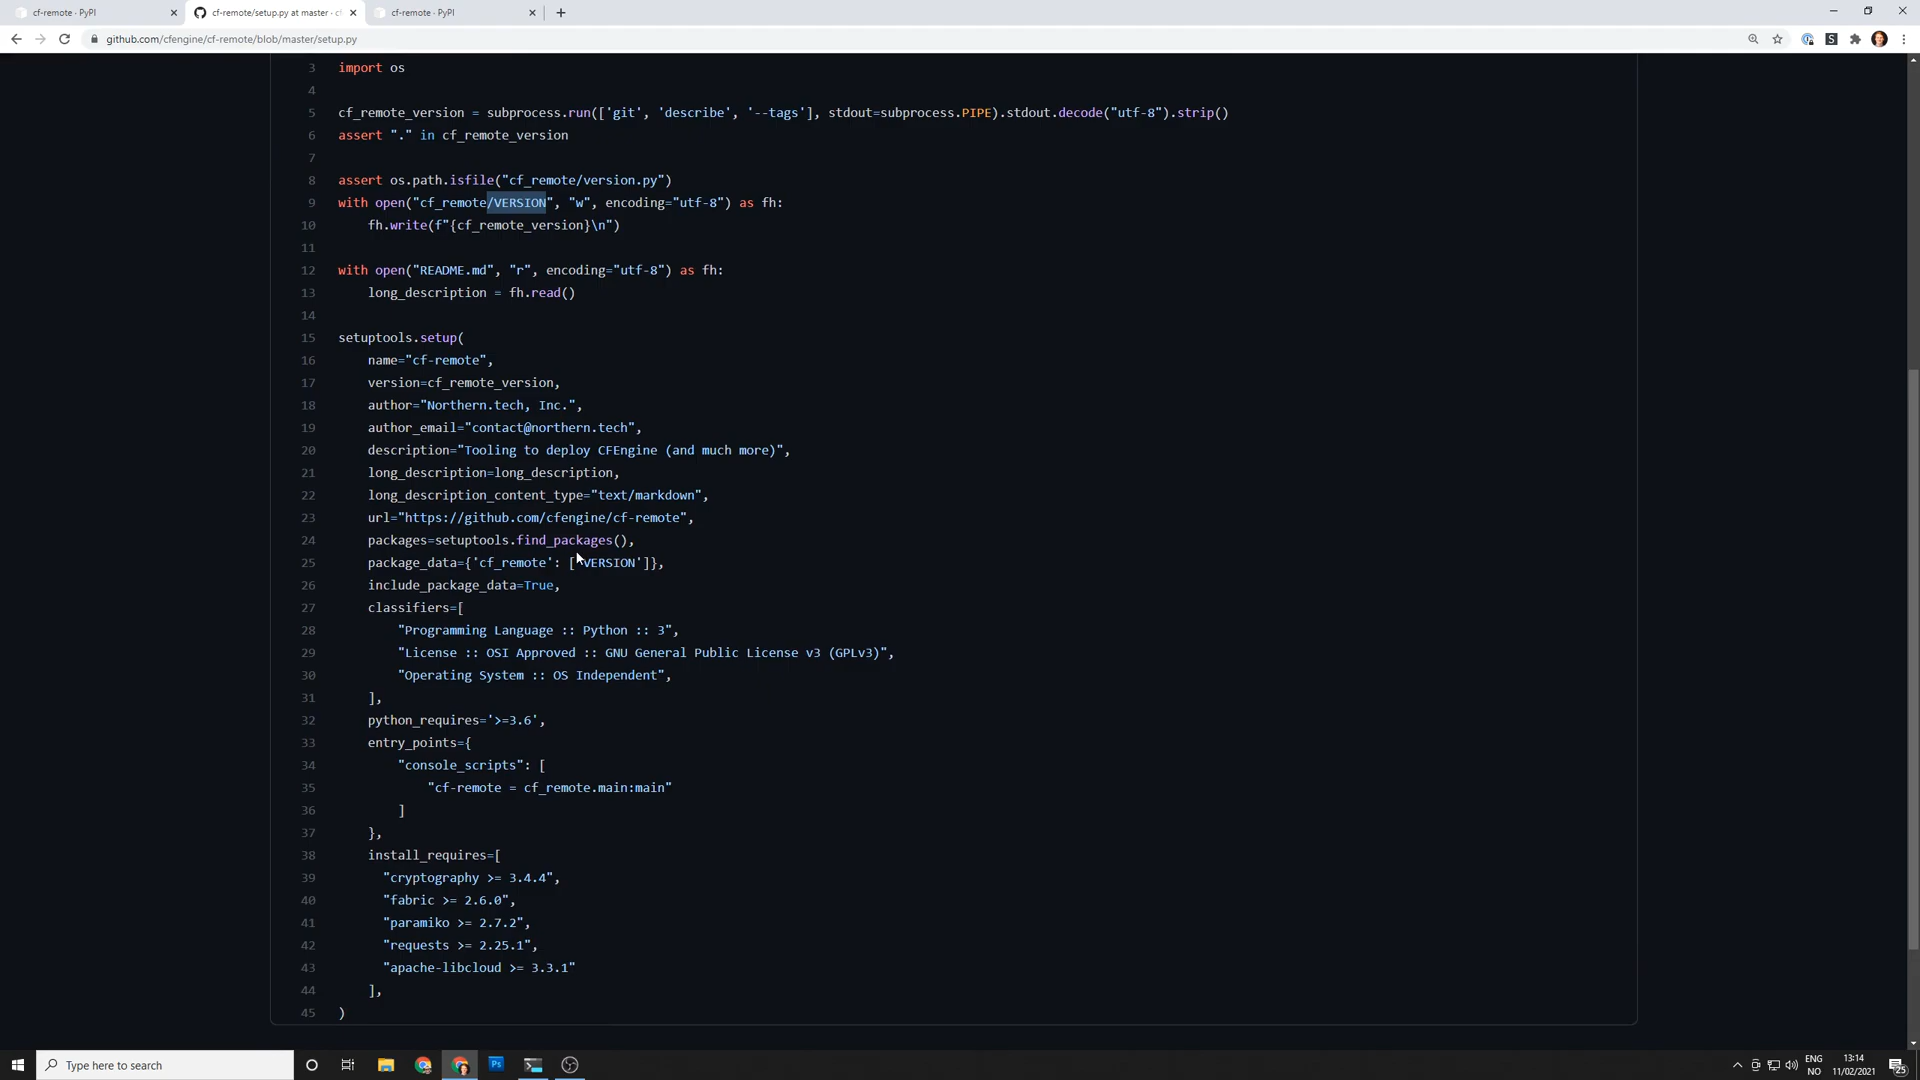 cf-remote · PyPI
cf-remote/setup.py at master · c
cf-remote · PyPI
github.com/cfengine/cf-remote/blob/master/setup.py
3 import os
4
5 cf_remote_version = subprocess.run(['git', 'describe', '--tags'], stdout=subprocess.PIPE).stdout.decode("utf-8").strip()
6 assert "." in cf_remote_version
7
8 assert os.path.isfile("cf_remote/version.py")
9 with open("cf_remote/VERSION", "w", encoding="utf-8") as fh:
10 fh.write(f"{cf_remote_version}\n")
11
12 with open("README.md", "r", encoding="utf-8") as fh:
13 long_description = fh.read()
14
15 setuptools.setup(
16 name="cf-remote",
17 version=cf_remote_version,
18 author="Northern.tech, Inc.",
19 author_email="contact@northern.tech",
20 description="Tooling to deploy CFEngine (and much more)",
21 long_description=long_description,
22 long_description_content_type="text/markdown",
23 url="https://github.com/cfengine/cf-remote",
24 packages=setuptools.find_packages(),
25 package_data={'cf_remote': ['VERSION']},
26 include_package_data=True,
27 classifiers=[
28 "Programming Language :: Python :: 3",
29 "License :: OSI Approved :: GNU General Public License v3 (GPLv3)",
30 "Operating System :: OS Independent",
31 ],
32 python_requires='>=3.6',
33 entry_points={
34 "console_scripts": [
35 "cf-remote = cf_remote.main:main"
36 ]
37 },
38 install_requires=[
39 "cryptography >= 3.4.4",
40 "fabric >= 2.6.0",
41 "paramiko >= 2.7.2",
42 "requests >= 2.25.1",
43 "apache-libcloud >= 3.3.1"
44 ],
45 )
Type here to search
Ps
ENG
NO
13:14
11/02/2021
25